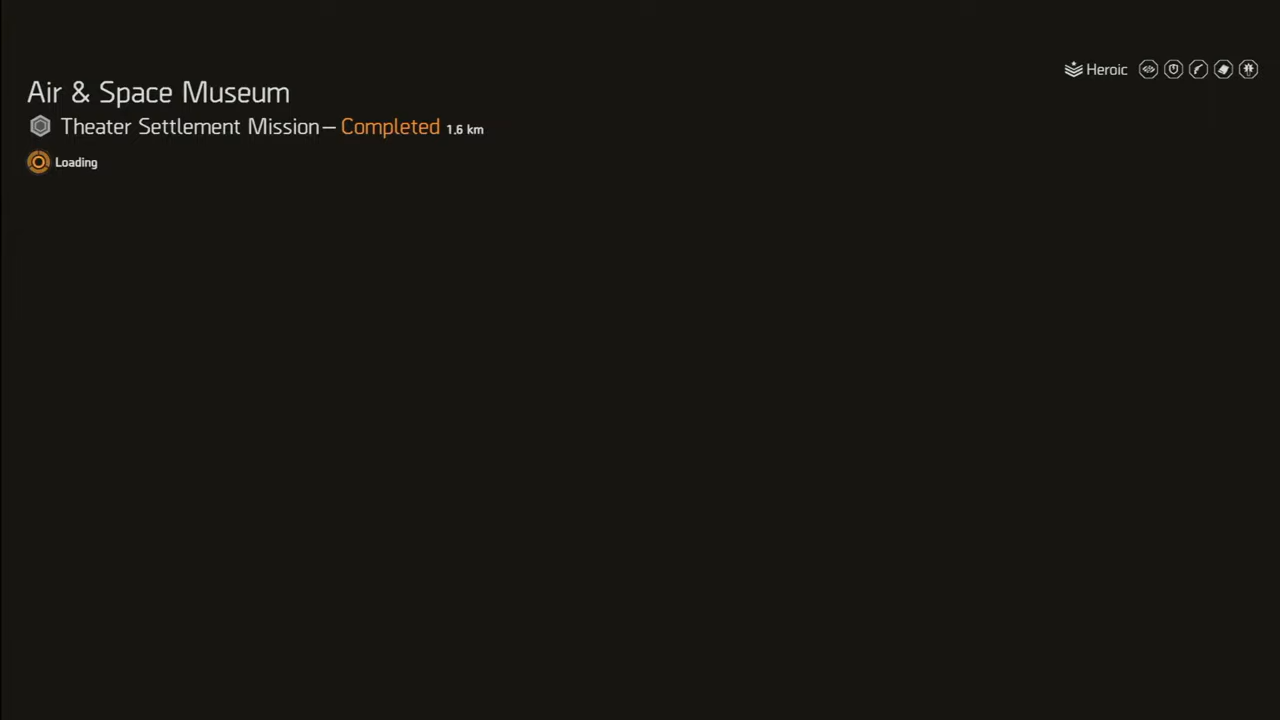 Air & Space Museum
Heroic
Theater Settlement Mission – Completed 1.6 km
Loading